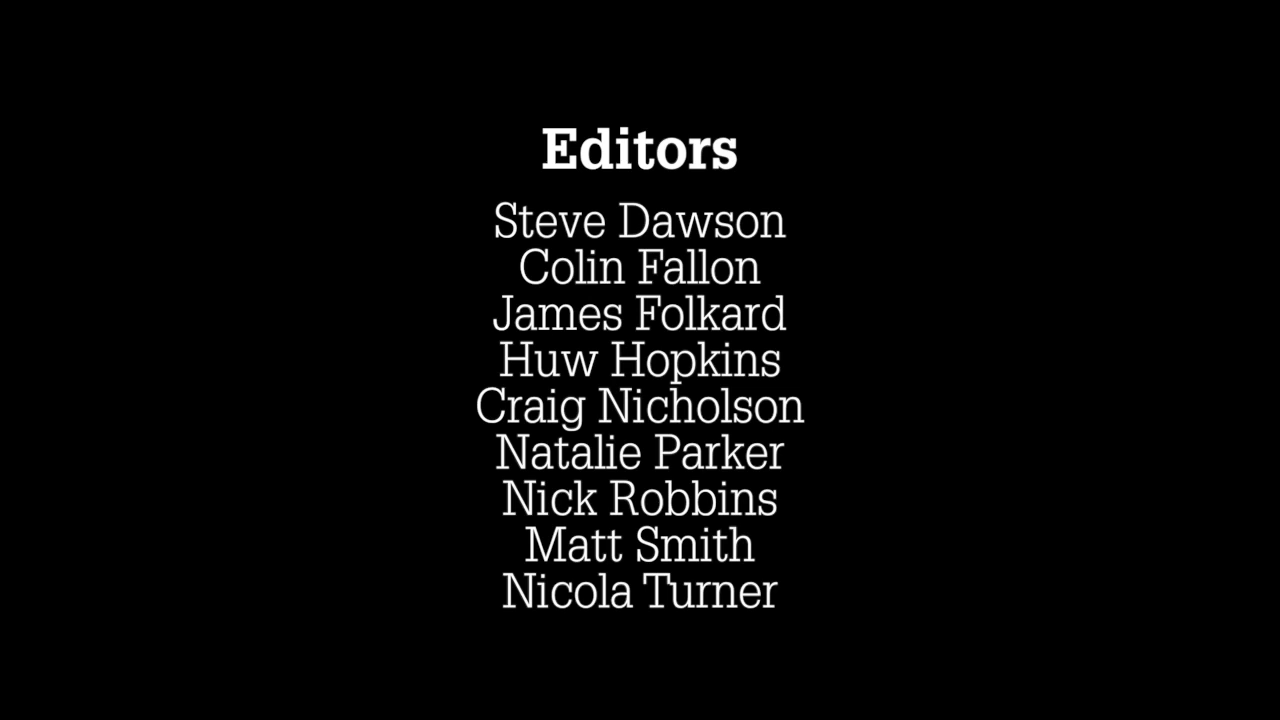 Editors
Steve Dawson
Colin Fallon
James Folkard
Huw Hopkins
Craig Nicholson
Natalie Parker
Nick Robbins
Matt Smith
Nicola Turner